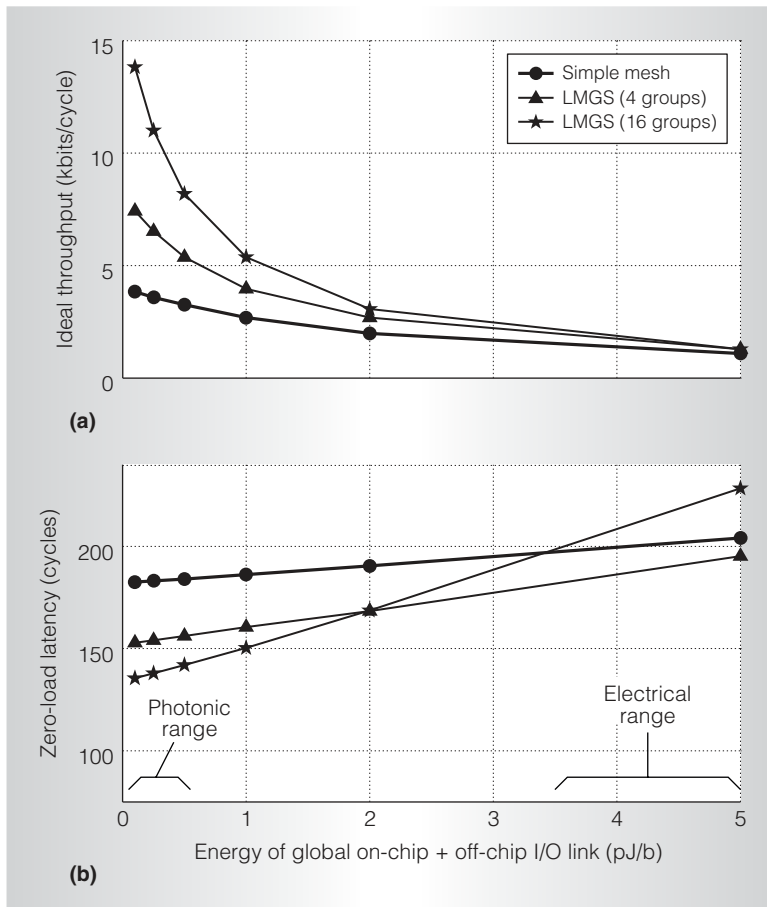 15
10
5
0
Ideal throughput (kbits/cycle)
Simple mesh
LMGS (4 groups)
LMGS (16 groups)
(a)
200
150
100
Zero-load latency (cycles)
Photonic
range
Electrical
range
0 1 2 3 4 5
Energy of global on-chip + off-chip I/O link (pJ/b)
(b)